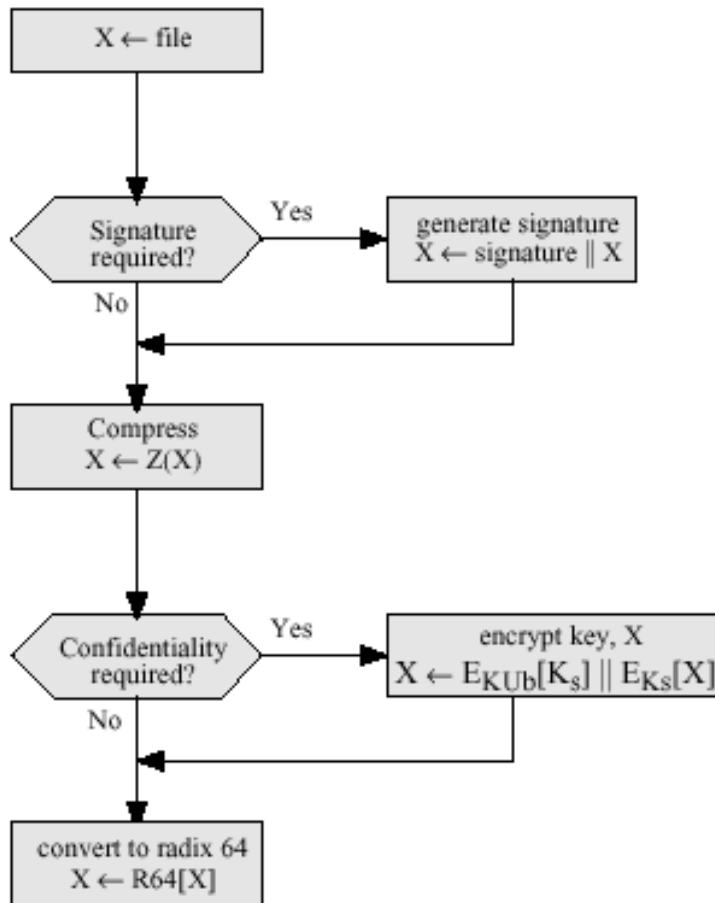 X ← file
Signature
required?
Yes
generate signature
X ← signature || X
No
Compress
X ← Z(X)
Confidentiality
required?
Yes
encrypt key, X
X ← EKUb[Ks] || EKs[X]
No
convert to radix 64
X ← R64[X]